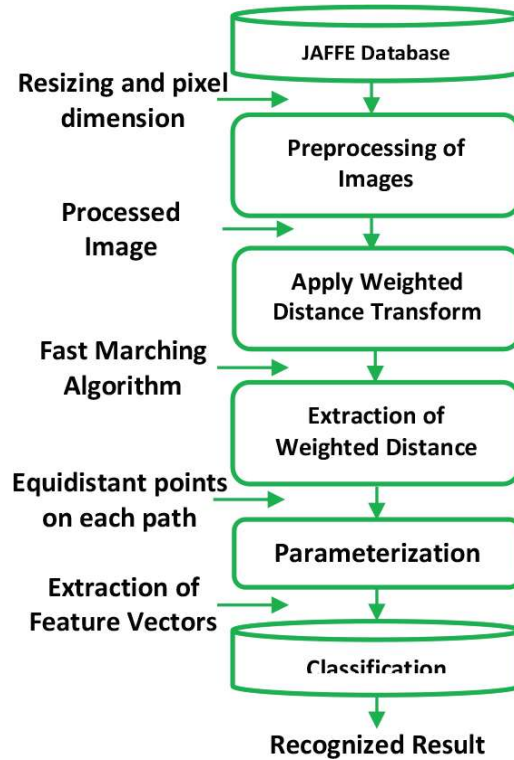 JAFFE Database
Resizing and pixel
dimension
Preprocessing of
Images
Processed
Image
Apply Weighted
Distance Transform
Fast Marching
Algorithm
Extraction of
Weighted Distance
Equidistant points
on each path
Parameterization
Extraction of
Feature Vectors
Classification
Recognized Result